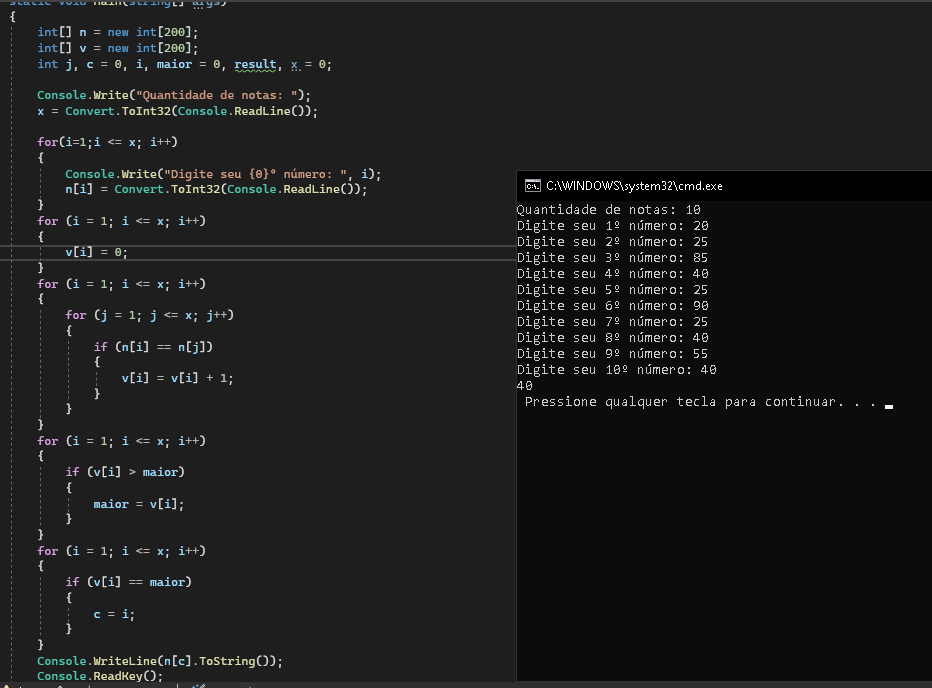 static void Main(string[] args)
{
int[] n = new int[200];
int[] v = new int[200];
int j, c = 0, i, maior = 0, result, x = 0;
Console.Write("Quantidade de notas: ");
x = Convert.ToInt32(Console.ReadLine());
for(i=1;i <= x; i++)
{
Console.Write("Digite seu {0}° número: ", i);
n[i] = Convert.ToInt32(Console.ReadLine());
}
for (i = 1; i <= x; i++)
{
v[i] = 0;
}
for (i = 1; i <= x; i++)
{
for (j = 1; j <= x; j++)
{
if (n[i] == n[j])
{
v[i] = v[i] + 1;
}
}
}
for (i = 1; i <= x; i++)
{
if (v[i] > maior)
{
maior = v[i];
}
}
for (i = 1; i <= x; i++)
{
if (v[i] == maior)
{
c = i;
}
}
Console.WriteLine(n[c].ToString());
Console.ReadKey();
C:\WINDOWS\system32\cmd.exe
Quantidade de notas: 10
Digite seu 1º número: 20
Digite seu 2º número: 25
Digite seu 3º número: 85
Digite seu 4º número: 40
Digite seu 5º número: 25
Digite seu 6º número: 90
Digite seu 7º número: 25
Digite seu 8º número: 40
Digite seu 9º número: 55
Digite seu 10º número: 40
40
Pressione qualquer tecla para continuar. . .